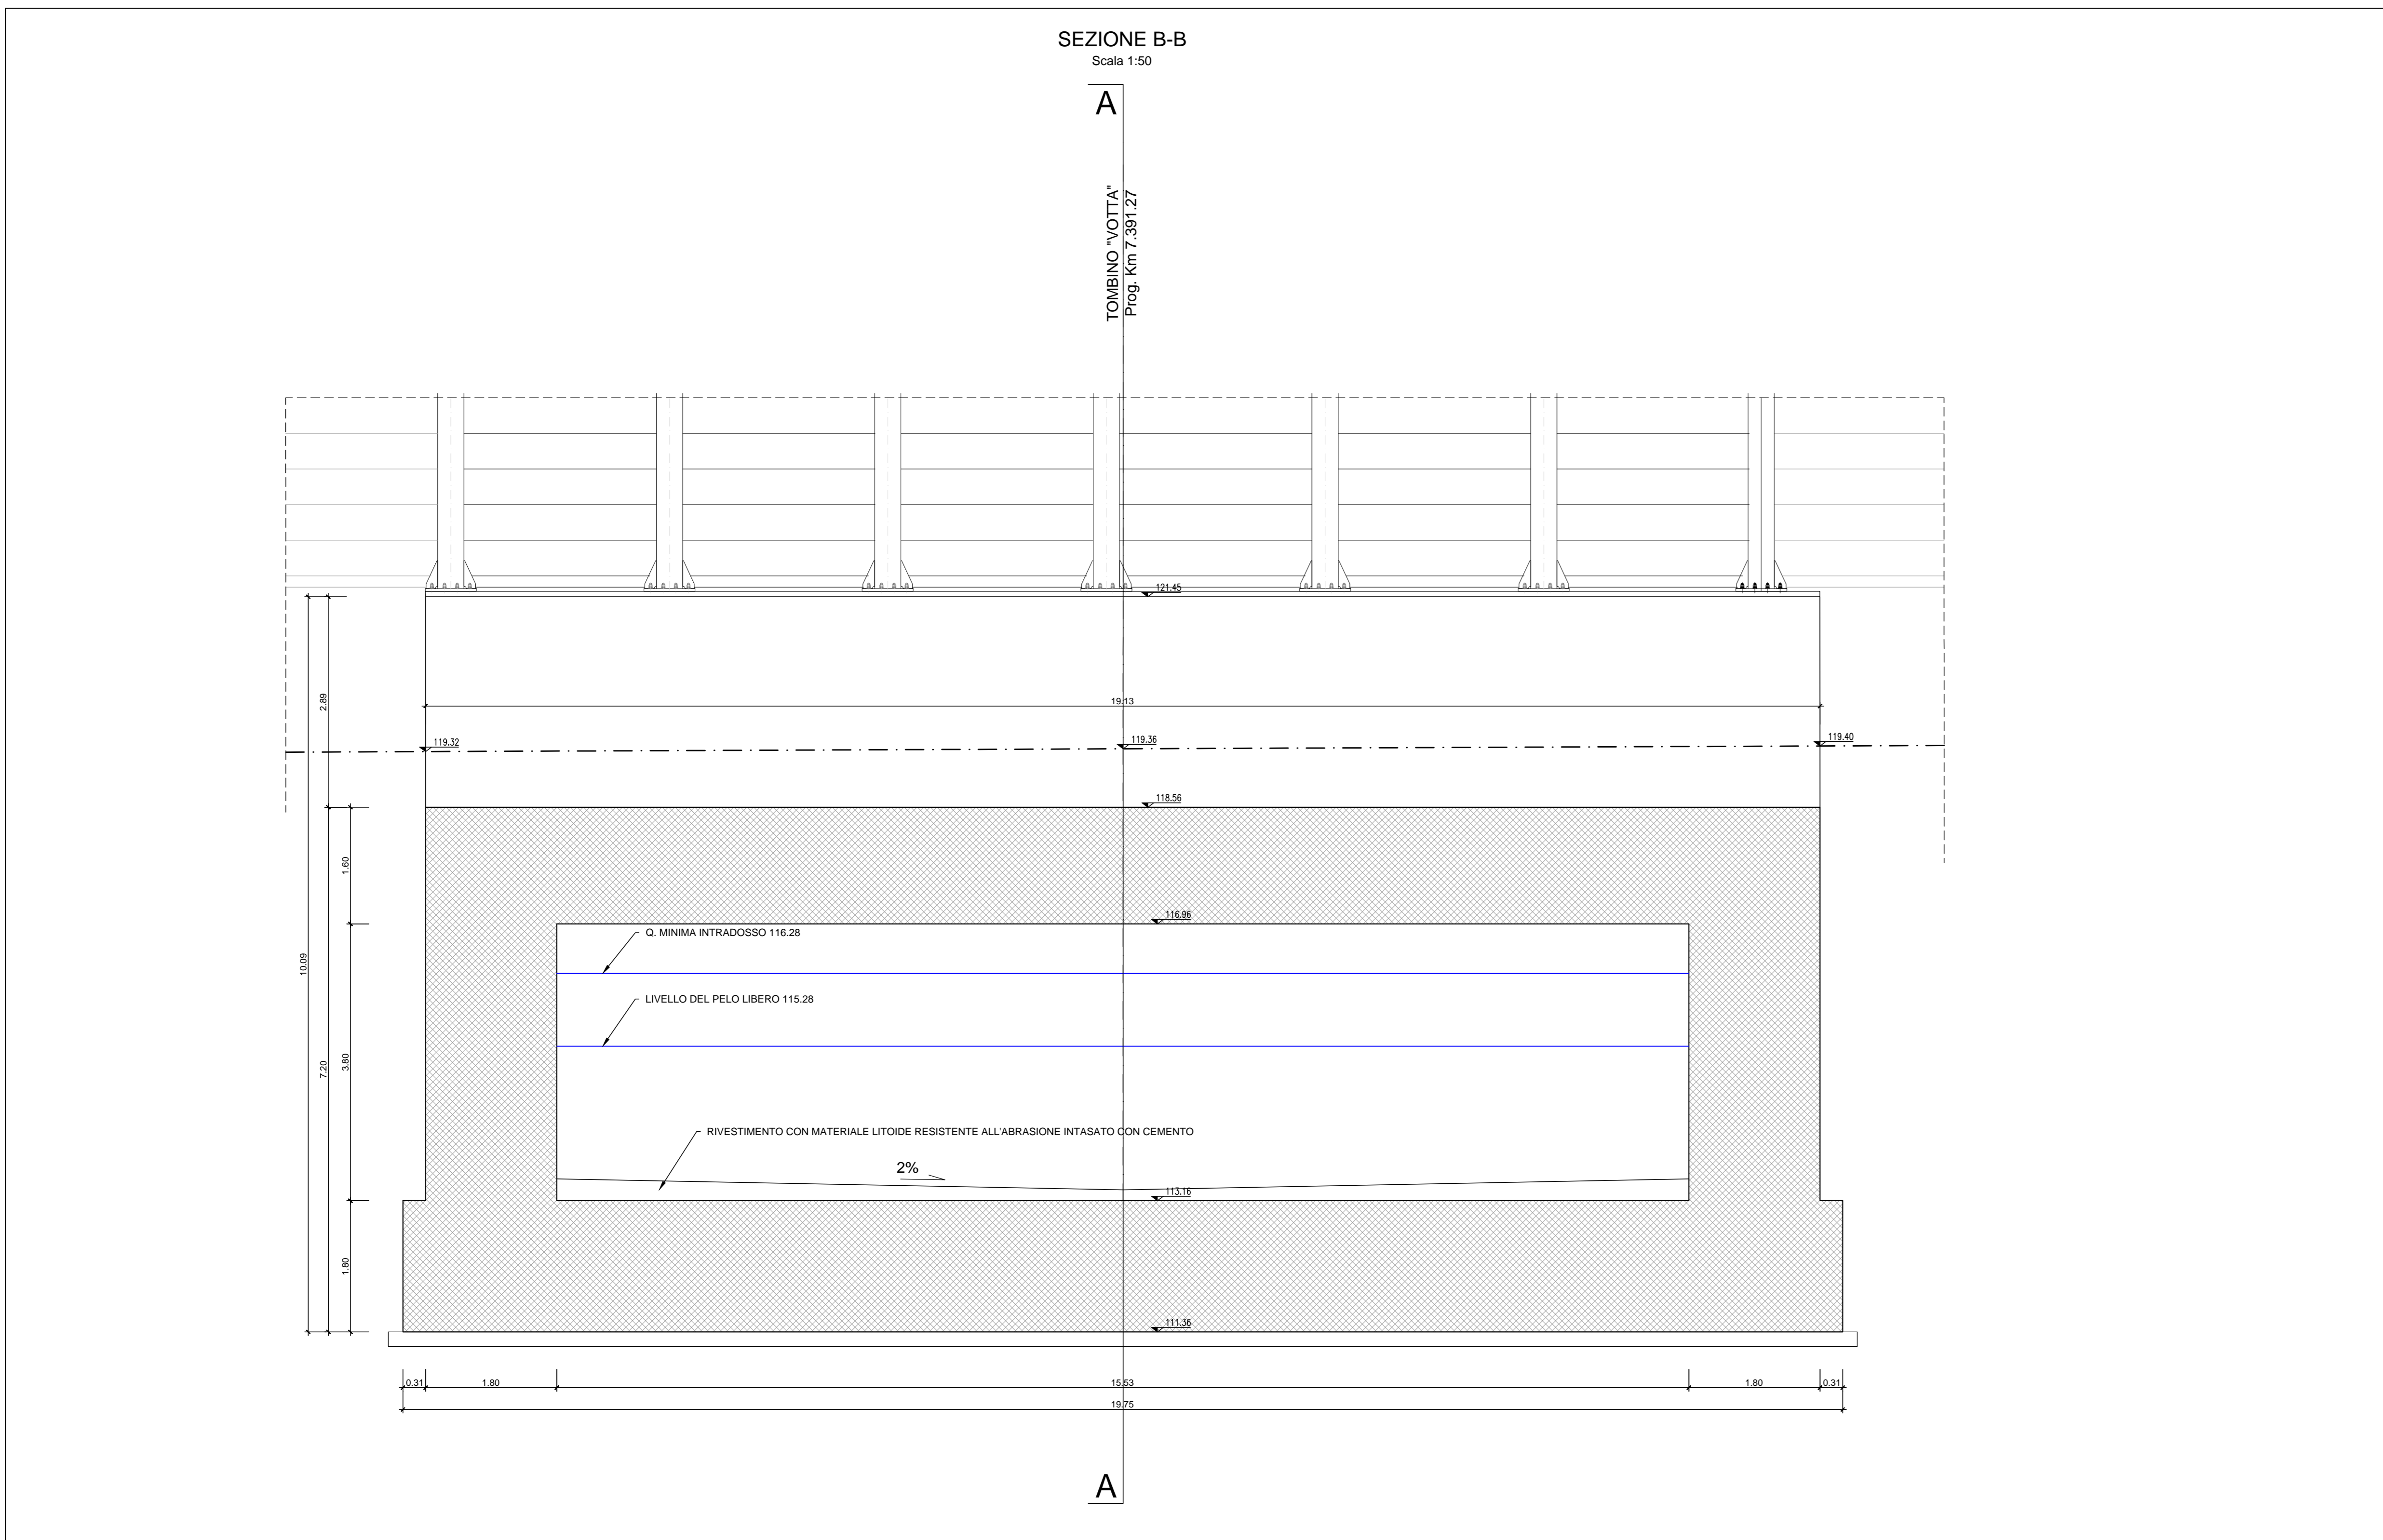 SEZIONE B-B
Scala 1:50
A
TOMBINO "VOTTA"
Prog. Km 7.391.27
121.45
2.89
19.13
119.32
119.36
119.40
118.56
1.60
116.96
Q. MINIMA INTRADOSSO 116.28
10.09
LIVELLO DEL PELO LIBERO 115.28
7.20
3.80
RIVESTIMENTO CON MATERIALE LITOIDE RESISTENTE ALL'ABRASIONE INTASATO CON CEMENTO
2%
113.16
1.80
111.36
0.31
1.80
15.53
1.80
0.31
19.75
A